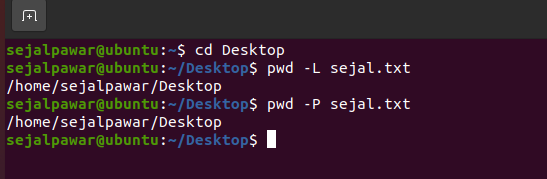 sejalpawar@ubuntu:~$ cd Desktop
sejalpawar@ubuntu:~/Desktop$ pwd -L sejal.txt
/home/sejalpawar/Desktop
sejalpawar@ubuntu:~/Desktop$ pwd -P sejal.txt
/home/sejalpawar/Desktop
sejalpawar@ubuntu:~/Desktop$